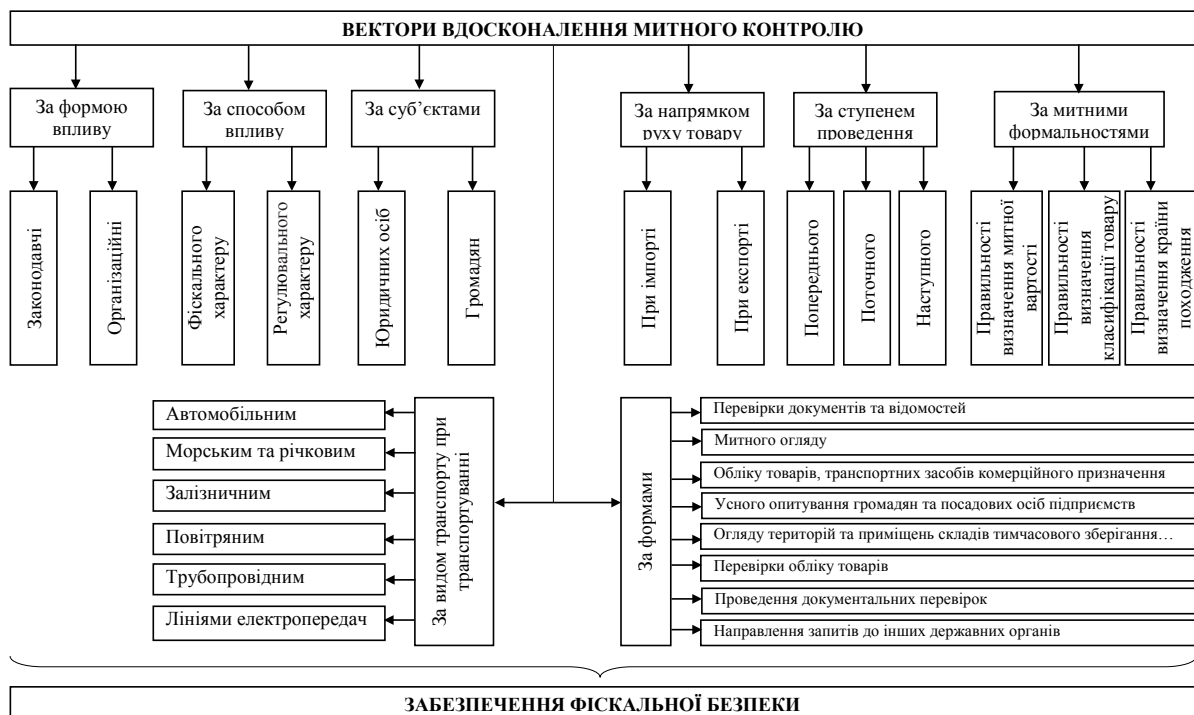 ВЕКТОРИ ВДОСКОНАЛЕННЯ МИТНОГО КОНТРОЛЮ
За формою
впливу
За способом
впливу
За суб’єктами
За напрямком
руху товару
За ступенем
проведення
За митними
формальностями
Законодавчі
Організаційні
Фіскального
характеру
Регулювального
характеру
Юридичних осіб
Громадян
При імпорті
При експорті
Попереднього
Поточного
Наступного
Правильності
визначення митної
вартості
Правильності
визначення
класифікації товару
Правильності
визначення країни
походження
Автомобільним
Морським та річковим
Залізничним
Повітряним
Трубопровідним
Лініями електропередач
За видом транспорту при
транспортуванні
За формами
Перевірки документів та відомостей
Митного огляду
Обліку товарів, транспортних засобів комерційного призначення
Усного опитування громадян та посадових осіб підприємств
Огляду територій та приміщень складів тимчасового зберігання…
Перевірки обліку товарів
Проведення документальних перевірок
Направлення запитів до інших державних органів
ЗАБЕЗПЕЧЕННЯ ФІСКАЛЬНОЇ БЕЗПЕКИ